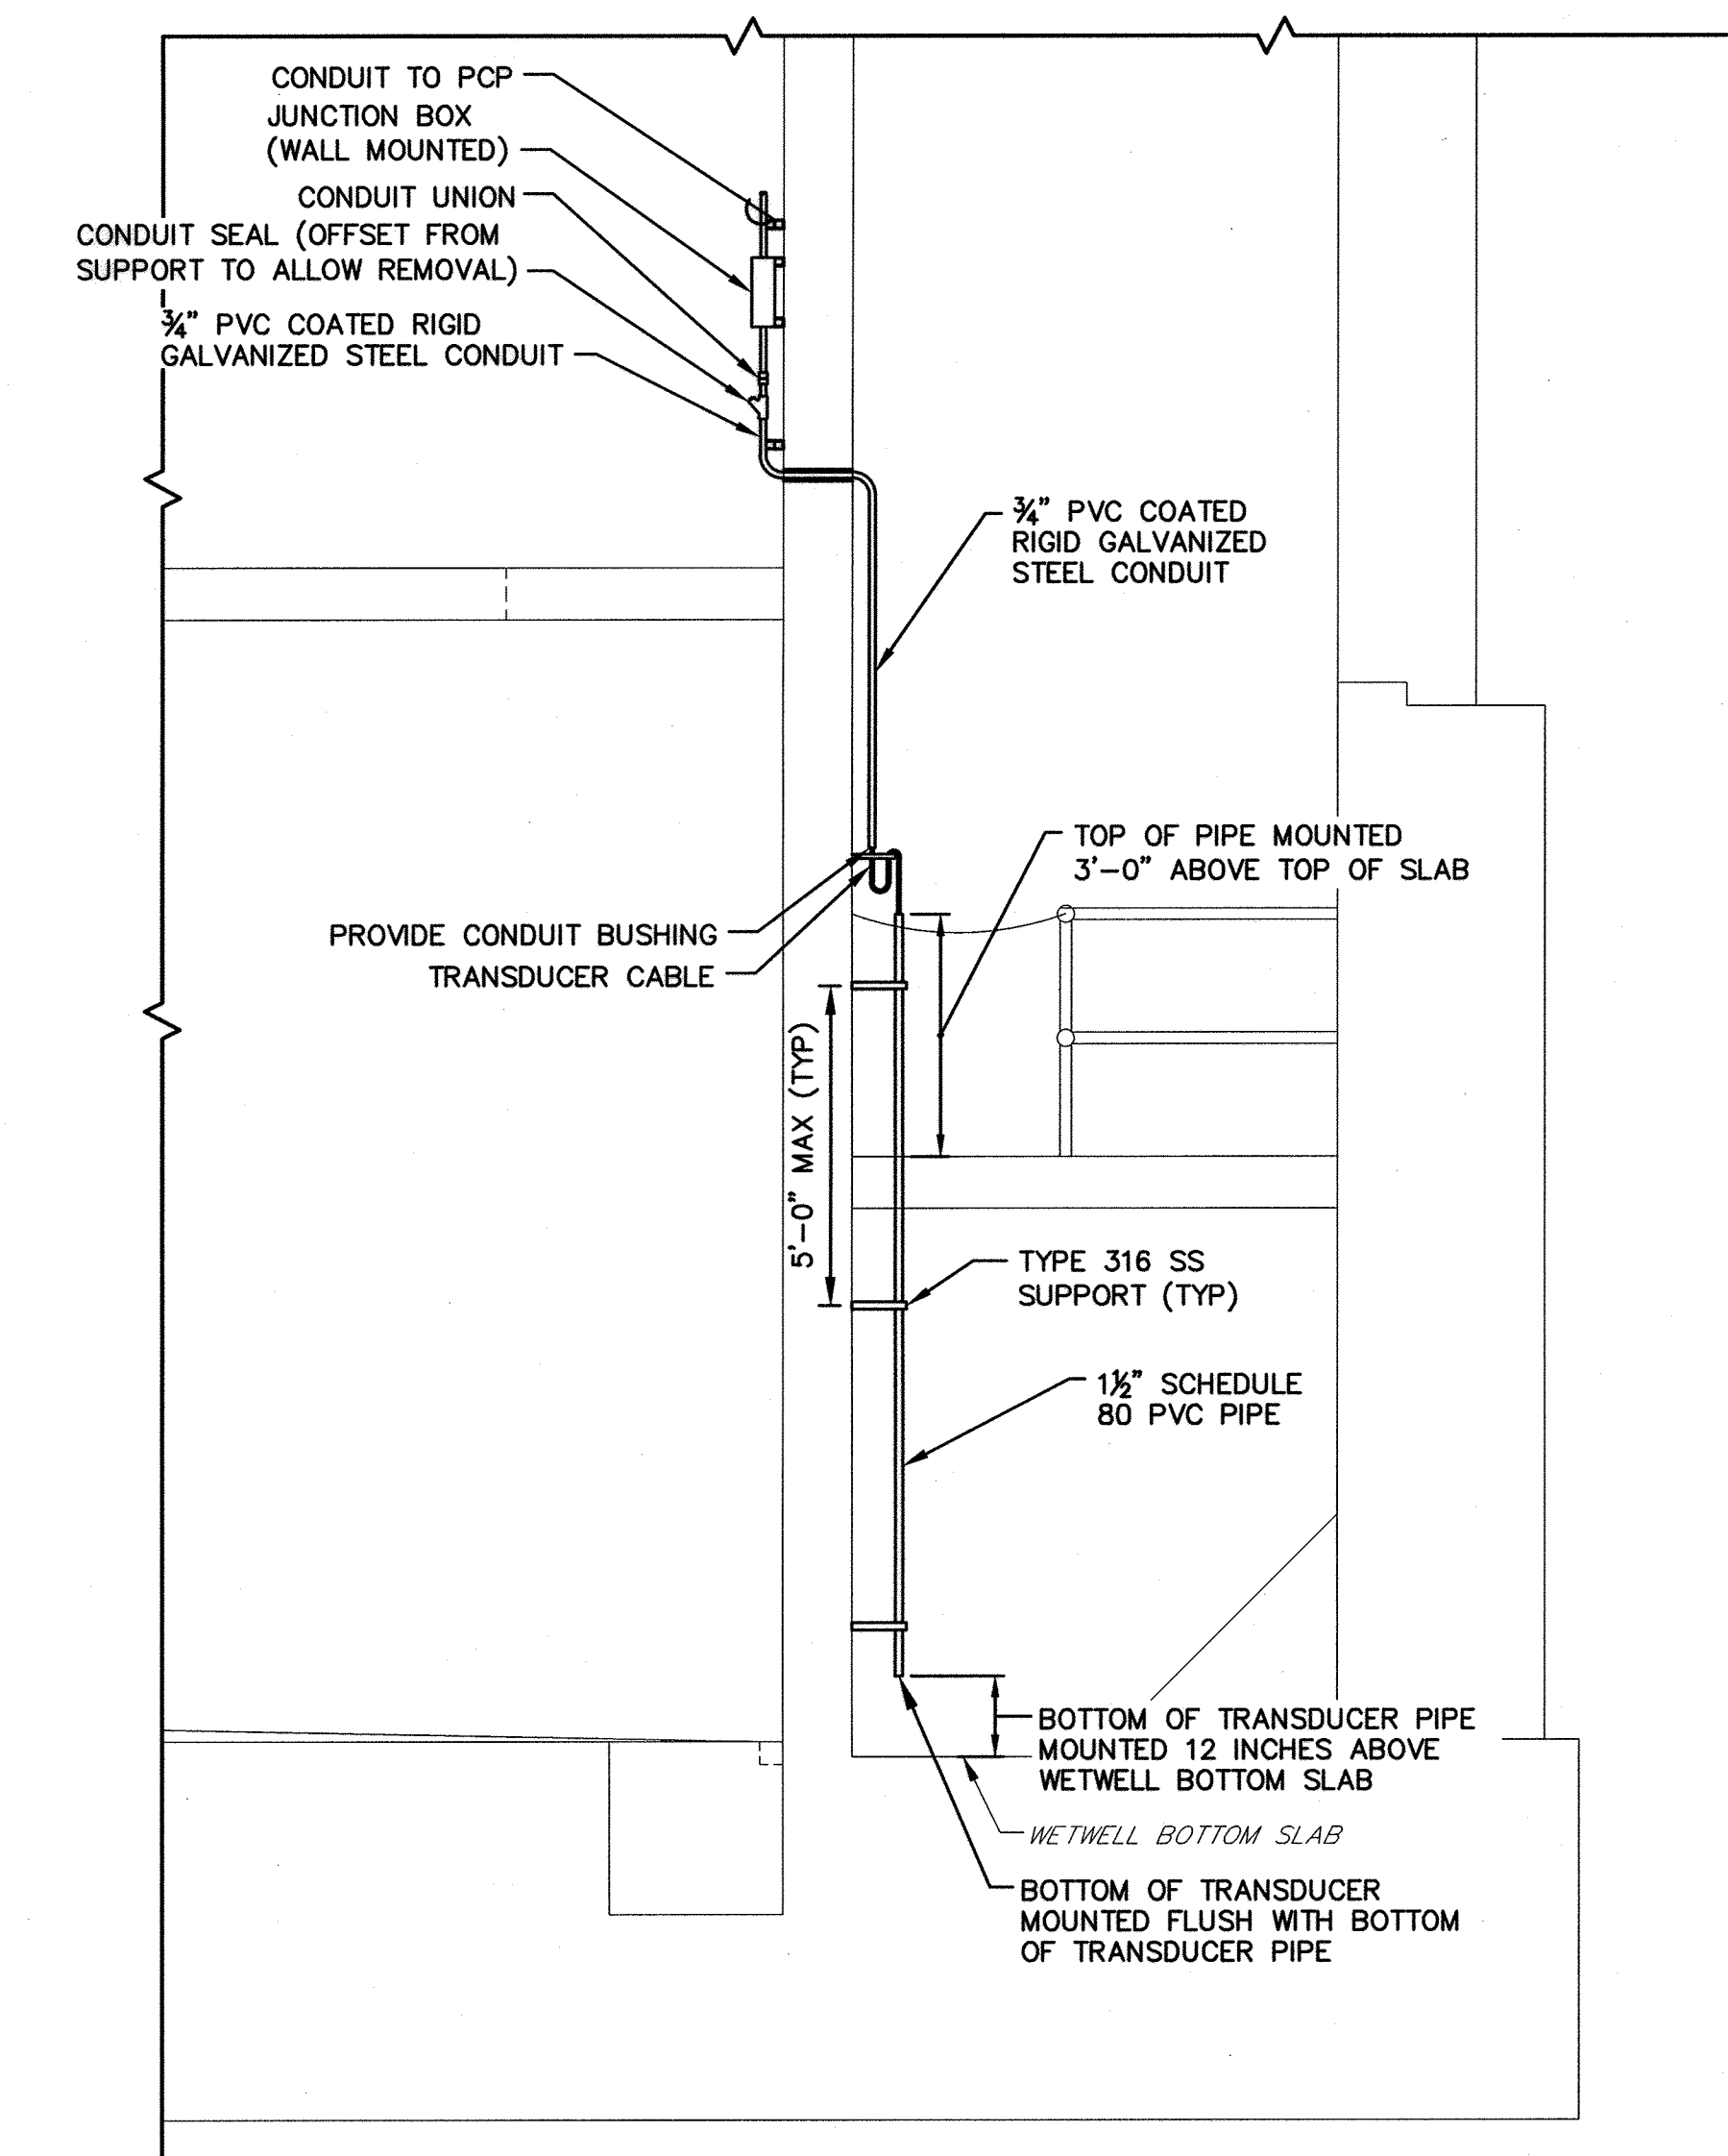 CONDUIT TO PCP
JUNCTION BOX
(WALL MOUNTED)
CONDUIT UNION
CONDUIT SEAL (OFFSET FROM
SUPPORT TO ALLOW REMOVAL)
¾" PVC COATED RIGID
GALVANIZED STEEL CONDUIT
¾" PVC COATED
RIGID GALVANIZED
STEEL CONDUIT
TOP OF PIPE MOUNTED
3'-0" ABOVE TOP OF SLAB
PROVIDE CONDUIT BUSHING
TRANSDUCER CABLE
5'-0" MAX (TYP)
TYPE 316 SS
SUPPORT (TYP)
1½" SCHEDULE
80 PVC PIPE
BOTTOM OF TRANSDUCER PIPE
MOUNTED 12 INCHES ABOVE
WETWELL BOTTOM SLAB
WETWELL BOTTOM SLAB
BOTTOM OF TRANSDUCER
MOUNTED FLUSH WITH BOTTOM
OF TRANSDUCER PIPE